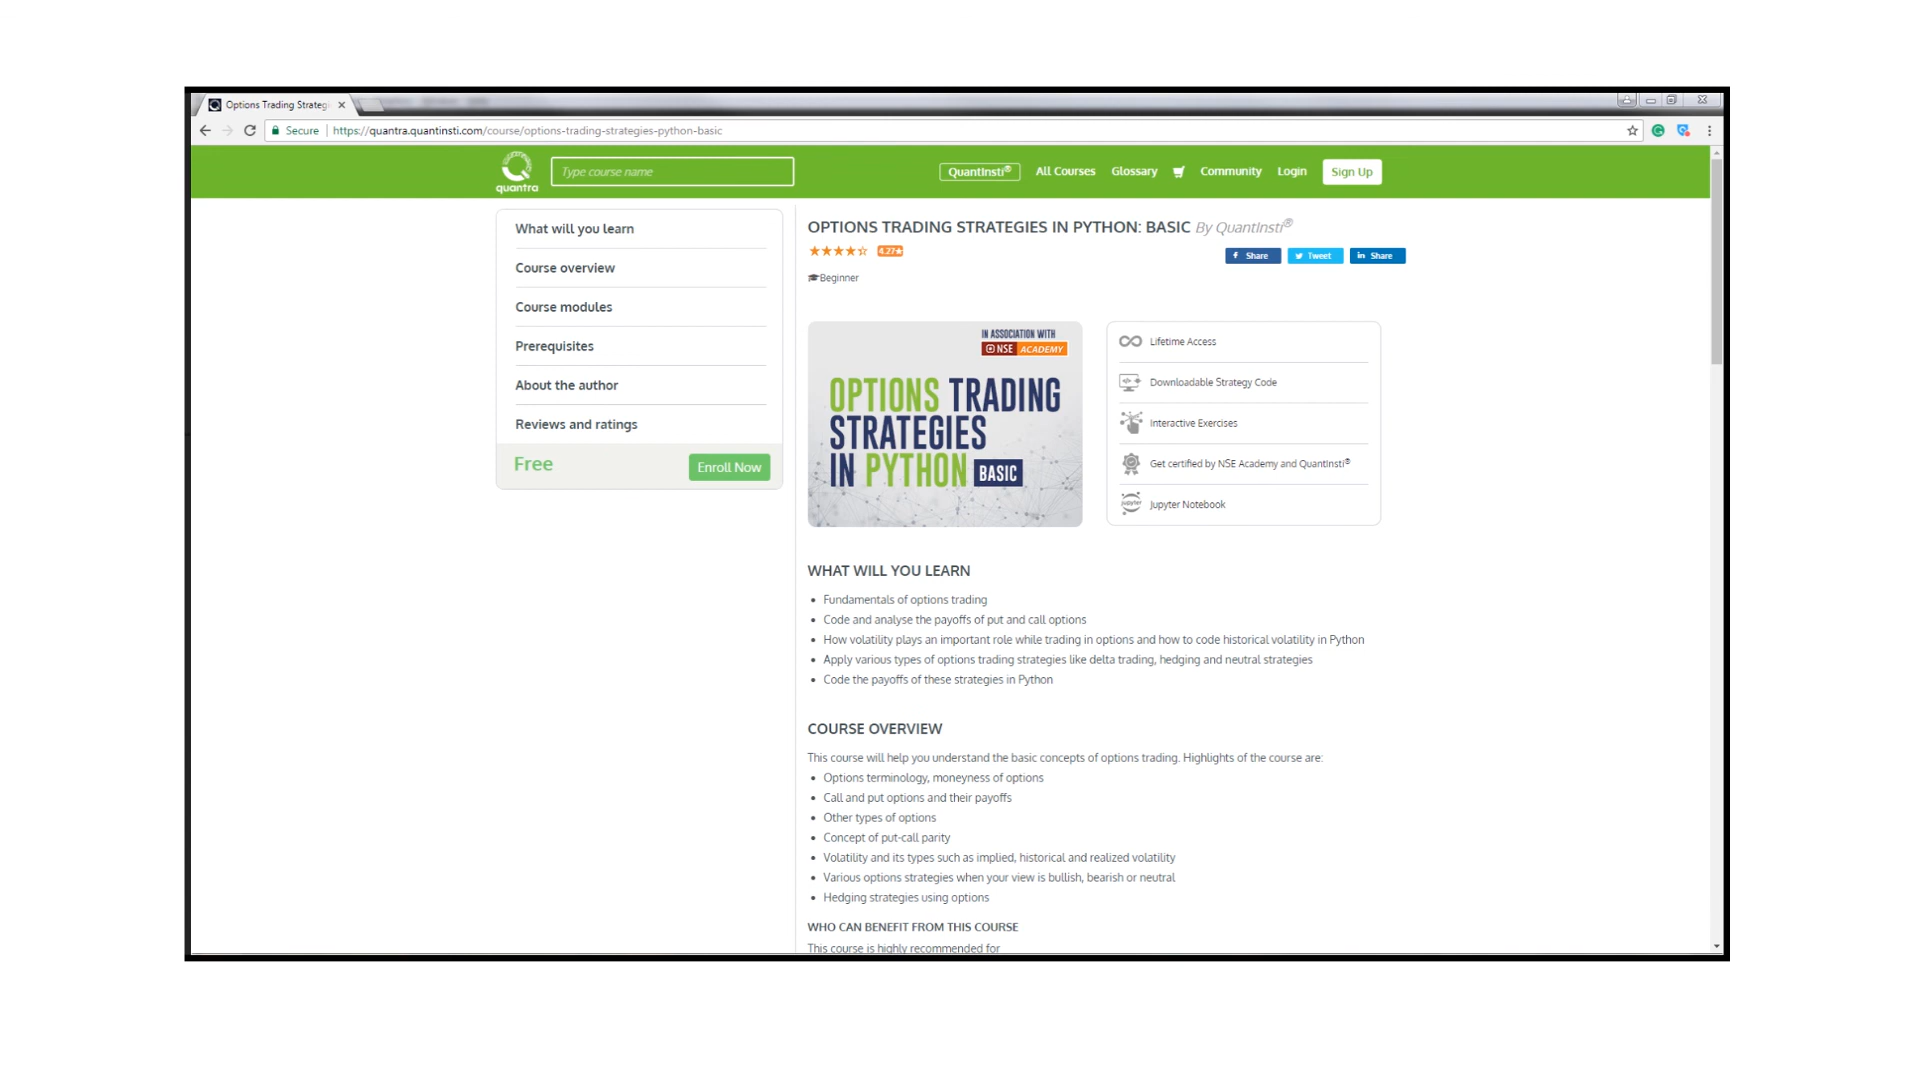 Options Trading Strateg
Secure
https://quantra.quantinsti.com/course/options-trading-strategies-python-basic
quantra
Type course name
QuantInsti®
All Courses
Glossary
Community
Login
Sign Up
What will you learn
Course overview
Course modules
Prerequisites
About the author
Reviews and ratings
Free
Enroll Now
OPTIONS TRADING STRATEGIES IN PYTHON: BASIC By QuantInsti®
4.27★
Share
Tweet
Share
Beginner
IN ASSOCIATION WITH
NSE ACADEMY
OPTIONS TRADING
STRATEGIES
IN PYTHON BASIC
Lifetime Access
Downloadable Strategy Code
Interactive Exercises
Get certified by NSE Academy and QuantInsti®
Jupyter Notebook
WHAT WILL YOU LEARN
• Fundamentals of options trading
• Code and analyse the payoffs of put and call options
• How volatility plays an important role while trading in options and how to code historical volatility in Python
• Apply various types of options trading strategies like delta trading, hedging and neutral strategies
• Code the payoffs of these strategies in Python
COURSE OVERVIEW
This course will help you understand the basic concepts of options trading. Highlights of the course are:
• Options terminology, moneyness of options
• Call and put options and their payoffs
• Other types of options
• Concept of put-call parity
• Volatility and its types such as implied, historical and realized volatility
• Various options strategies when your view is bullish, bearish or neutral
• Hedging strategies using options
WHO CAN BENEFIT FROM THIS COURSE
This course is highly recommended for